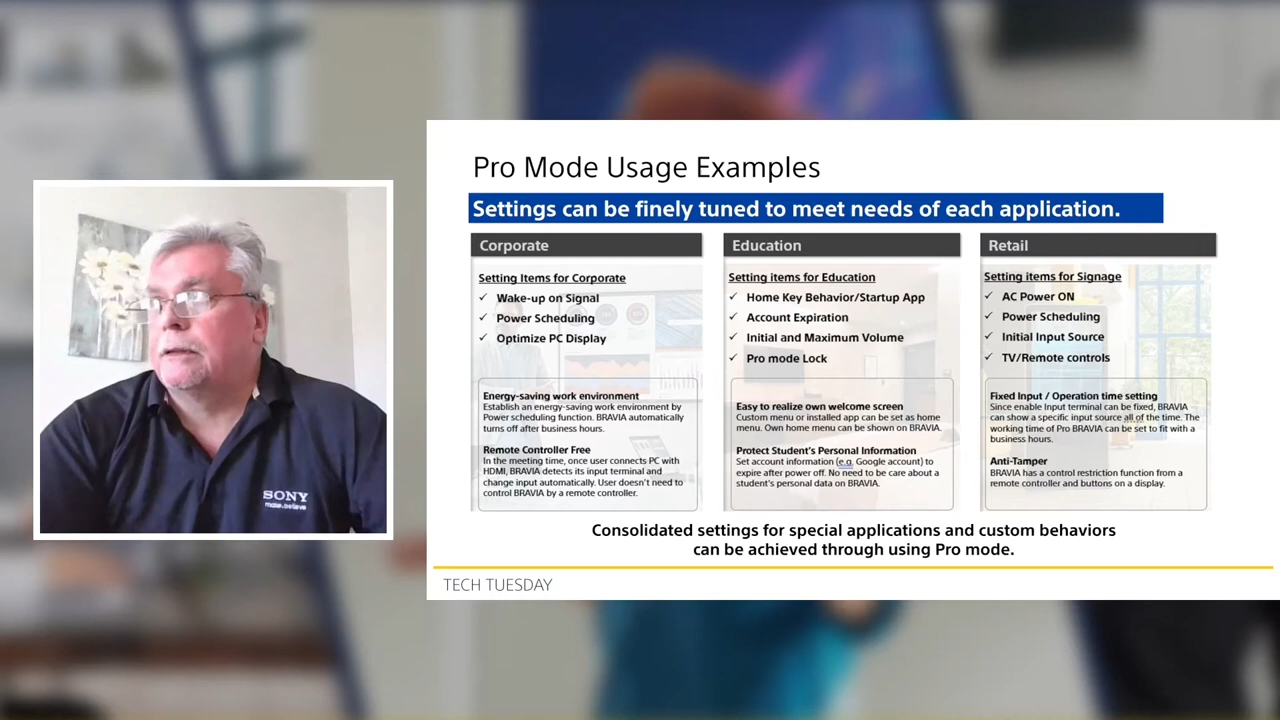 Pro Mode Usage Examples
Settings can be finely tuned to meet needs of each application.
Corporate
Setting Items for Corporate
✓ Wake-up on Signal
✓ Power Scheduling
✓ Optimize PC Display
Energy-saving work environment
Establish an energy-saving work environment by
Power scheduling function. BRAVIA automatically
turns off after business hours.
Remote Controller Free
In the meeting time, once user connects PC with
HDMI, BRAVIA detects its input terminal and
change input automatically. User doesn't need to
control BRAVIA by a remote controller.
Education
Setting items for Education
✓ Home Key Behavior/Startup App
✓ Account Expiration
✓ Initial and Maximum Volume
✓ Pro mode Lock
Easy to realize own welcome screen
Custom menu or installed app can be set as home
menu. Own home menu can be shown on BRAVIA.
Protect Student's Personal Information
Set account information (e.g. Google account) to
expire after power off. No need to be care about a
student's personal data on BRAVIA.
Retail
Setting items for Signage
✓ AC Power ON
✓ Power Scheduling
✓ Initial Input Source
✓ TV/Remote controls
Fixed Input / Operation time setting
Since enable Input terminal can be fixed, BRAVIA
can show a specific input source all of the time. The
working time of Pro BRAVIA can be set to fit with a
business hours.
Anti-Tamper
BRAVIA has a control restriction function from a
remote controller and buttons on a display.
Consolidated settings for special applications and custom behaviors
can be achieved through using Pro mode.
TECH TUESDAY
SONY
make.believe